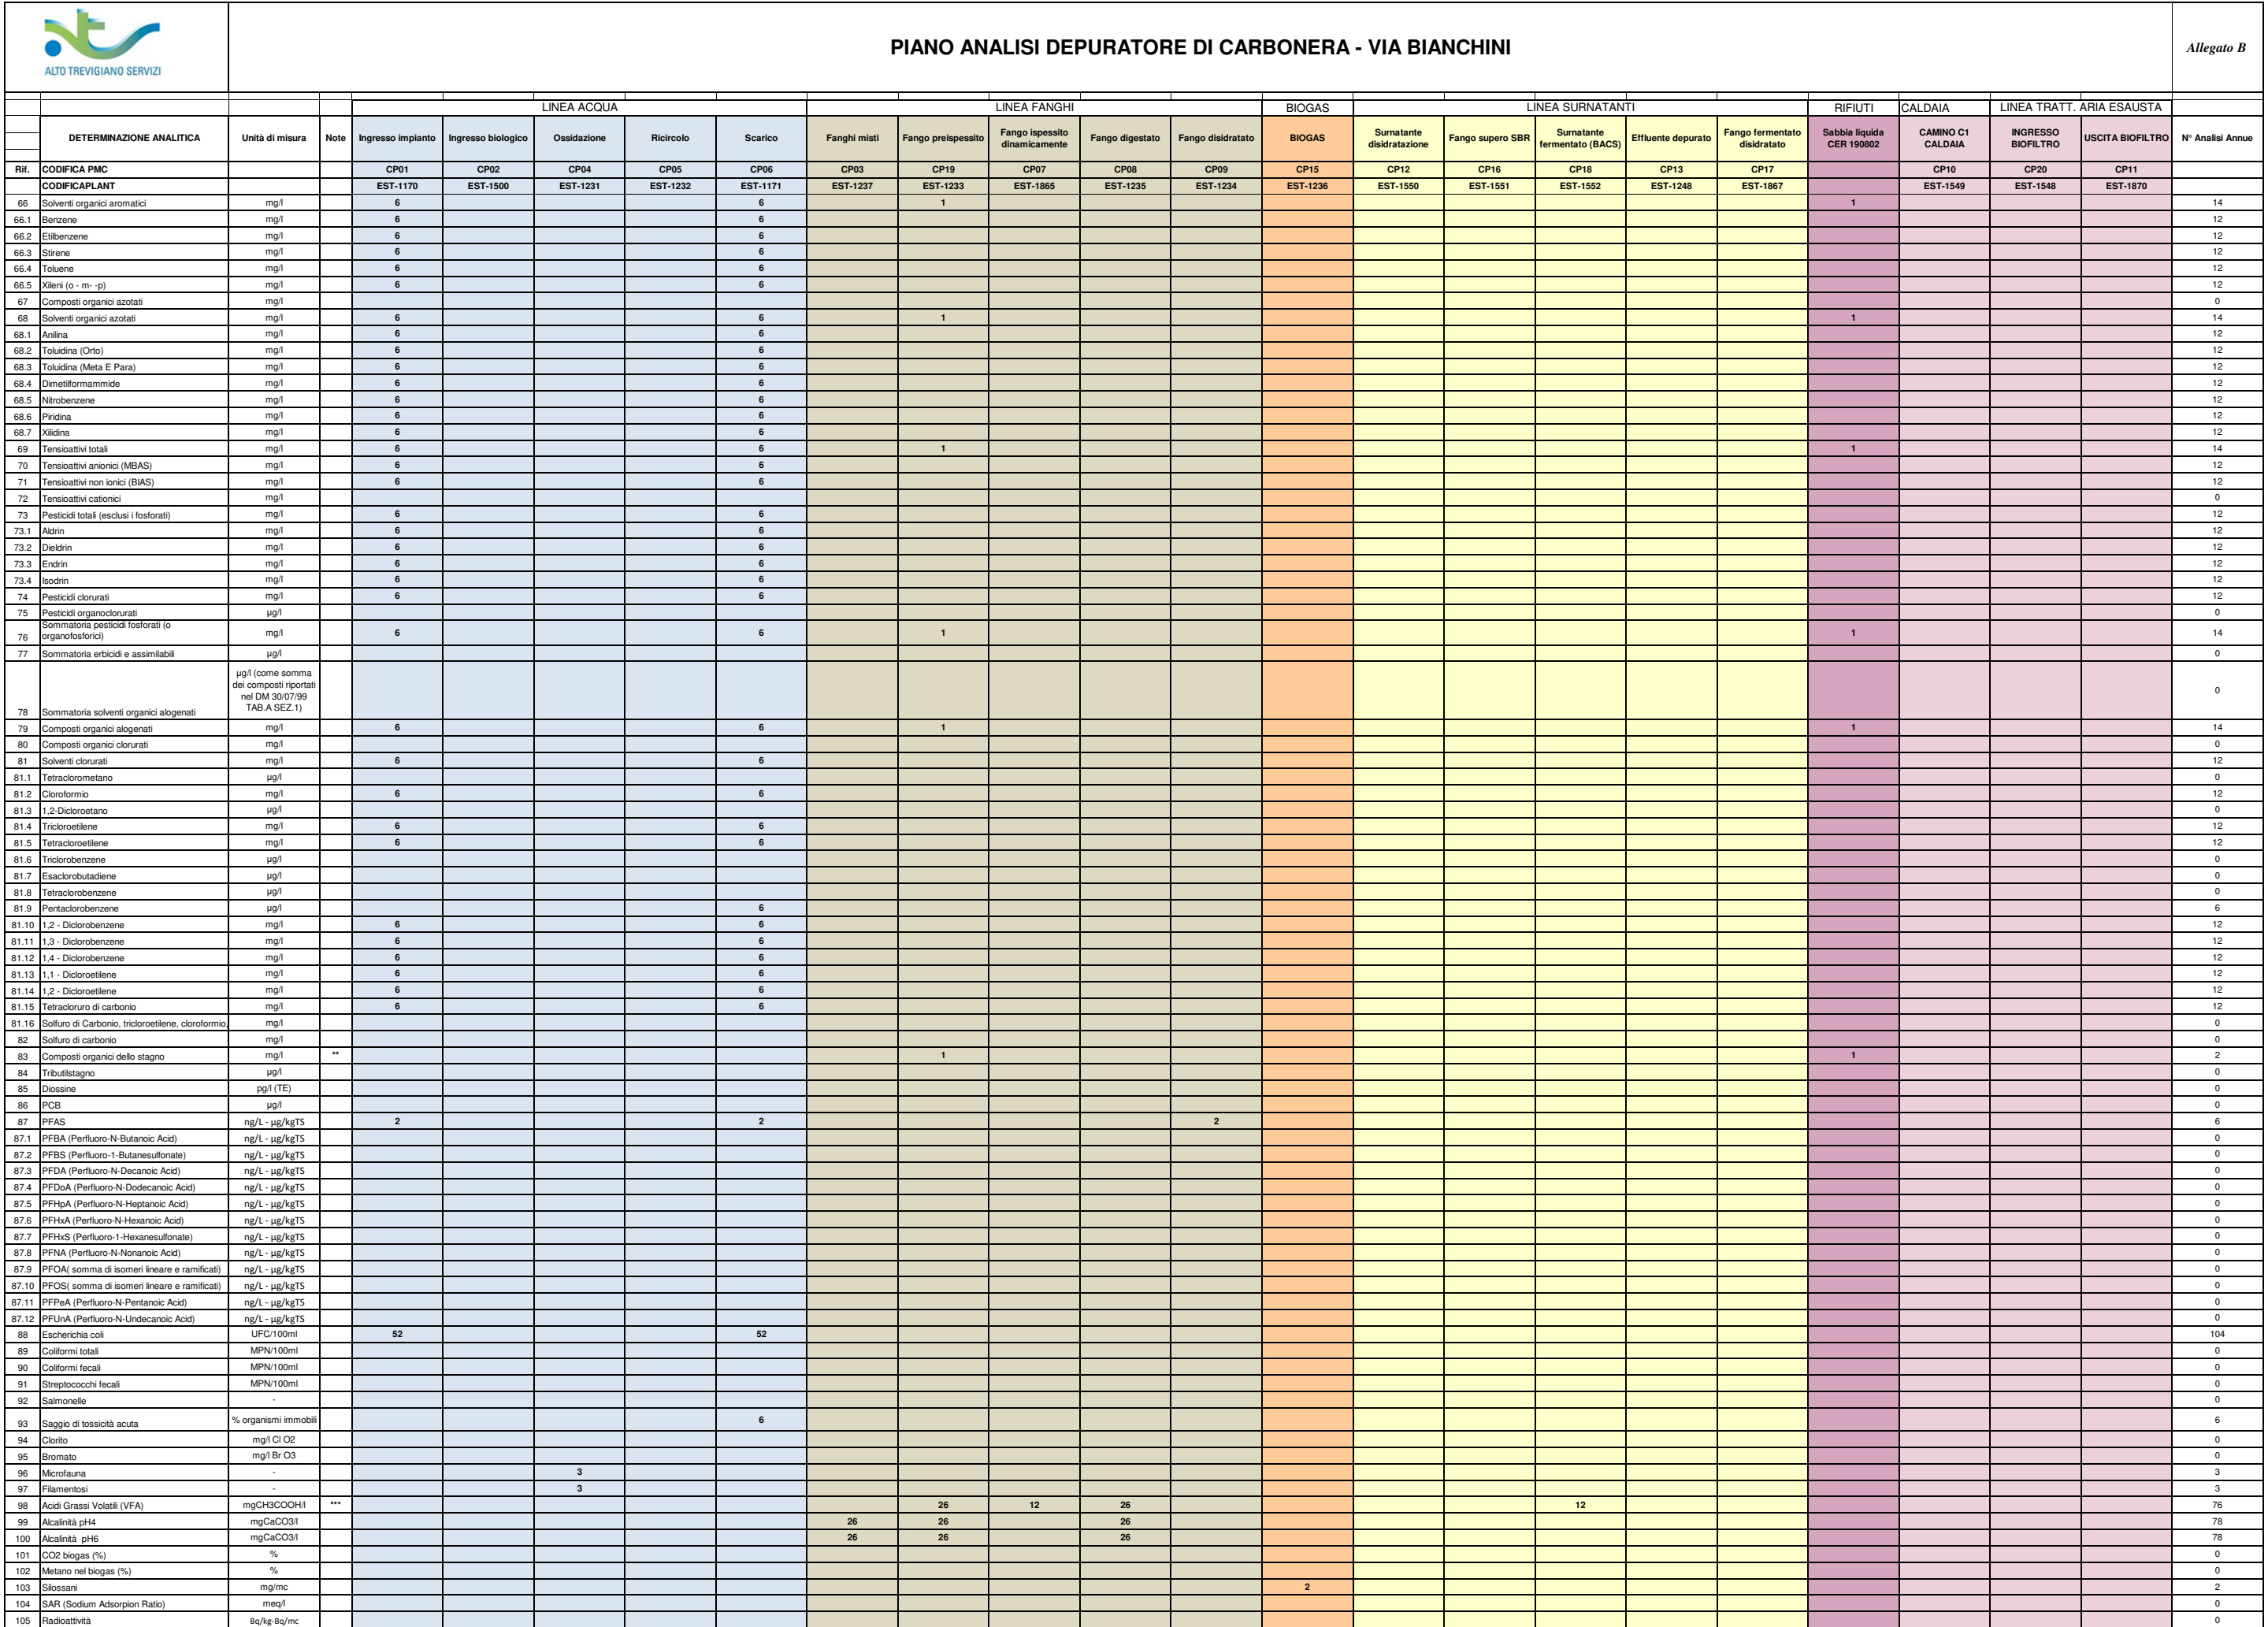 ALTO TREVIGIANO SERVIZI
PIANO ANALISI DEPURATORE DI CARBONERA - VIA BIANCHINI
Allegato B
LINEA ACQUA LINEA FANGHI BIOGAS LINEA SURNATANTI RIFIUTI CALDAIA LINEA TRATT. ARIA ESAUSTA
DETERMINAZIONE ANALITICA Unità di misura Note Ingresso impianto Ingresso biologico Ossidazione Ricircolo Scarico Fanghi misti Fango preispessito Fango ispessito dinamicamente Fango digestato Fango disidratato BIOGAS Surnatante disidratazione Fango supero SBR Surnatante fermentato (BACS) Effluente depurato Fango fermentato disidratato Sabbia liquida CER 190802 CAMINO C1 CALDAIA INGRESSO BIOFILTRO USCITA BIOFILTRO N° Analisi Annue
Rif. CODIFICA PMC CP01 CP02 CP04 CP05 CP06 CP03 CP19 CP07 CP08 CP09 CP15 CP12 CP16 CP18 CP13 CP17 CP10 CP20 CP11
CODIFICAPLANT EST-1170 EST-1500 EST-1231 EST-1232 EST-1171 EST-1237 EST-1233 EST-1865 EST-1235 EST-1234 EST-1236 EST-1550 EST-1551 EST-1552 EST-1248 EST-1867 EST-1549 EST-1548 EST-1870
66 Solventi organici aromatici mg/l 6 6 1 1 14
66.1 Benzene mg/l 6 6 12
66.2 Etilbenzene mg/l 6 6 12
66.3 Stirene mg/l 6 6 12
66.4 Toluene mg/l 6 6 12
66.5 Xileni (o - m- -p) mg/l 6 6 12
67 Composti organici azotati mg/l 0
68 Solventi organici azotati mg/l 6 6 1 1 14
68.1 Anilina mg/l 6 6 12
68.2 Toluidina (Orto) mg/l 6 6 12
68.3 Toluidina (Meta E Para) mg/l 6 6 12
68.4 Dimetilformammide mg/l 6 6 12
68.5 Nitrobenzene mg/l 6 6 12
68.6 Piridina mg/l 6 6 12
68.7 Xilidina mg/l 6 6 12
69 Tensioattivi totali mg/l 6 6 1 1 14
70 Tensioattivi anionici (MBAS) mg/l 6 6 12
71 Tensioattivi non ionici (BIAS) mg/l 6 6 12
72 Tensioattivi cationici mg/l 0
73 Pesticidi totali (esclusi i fosforati) mg/l 6 6 12
73.1 Aldrin mg/l 6 6 12
73.2 Dieldrin mg/l 6 6 12
73.3 Endrin mg/l 6 6 12
73.4 Isodrin mg/l 6 6 12
74 Pesticidi clorurati mg/l 6 6 12
75 Pesticidi organoclorurati µg/l 0
76 Sommatoria pesticidi fosforati (o organofosforici) mg/l 6 6 1 1 14
77 Sommatoria erbicidi e assimilabili µg/l 0
78 Sommatoria solventi organici alogenati µg/l (come somma dei composti riportati nel DM 30/07/99 TAB.A SEZ.1) 0
79 Composti organici alogenati mg/l 6 6 1 1 14
80 Composti organici clorurati mg/l 0
81 Solventi clorurati mg/l 6 6 12
81.1 Tetraclorometano µg/l 0
81.2 Cloroformio mg/l 6 6 12
81.3 1,2-Dicloroetano µg/l 0
81.4 Tricloroetilene mg/l 6 6 12
81.5 Tetracloroetilene mg/l 6 6 12
81.6 Triclorobenzene µg/l 0
81.7 Esaclorobutadiene µg/l 0
81.8 Tetraclorobenzene µg/l 0
81.9 Pentaclorobenzene µg/l 6 6
81.10 1,2 - Diclorobenzene mg/l 6 6 12
81.11 1,3 - Diclorobenzene mg/l 6 6 12
81.12 1,4 - Diclorobenzene mg/l 6 6 12
81.13 1,1 - Dicloroetilene mg/l 6 6 12
81.14 1,2 - Dicloroetilene mg/l 6 6 12
81.15 Tetracloruro di carbonio mg/l 6 6 12
81.16 Solfuro di Carbonio, tricloroetilene, cloroformio, mg/l 0
82 Solfuro di carbonio mg/l 0
83 Composti organici dello stagno mg/l ** 1 1 2
84 Tributilstagno µg/l 0
85 Diossine pg/l (TE) 0
86 PCB µg/l 0
87 PFAS ng/L - µg/kgTS 2 2 2 6
87.1 PFBA (Perfluoro-N-Butanoic Acid) ng/L - µg/kgTS 0
87.2 PFBS (Perfluoro-1-Butanesulfonate) ng/L - µg/kgTS 0
87.3 PFDA (Perfluoro-N-Decanoic Acid) ng/L - µg/kgTS 0
87.4 PFDoA (Perfluoro-N-Dodecanoic Acid) ng/L - µg/kgTS 0
87.5 PFHpA (Perfluoro-N-Heptanoic Acid) ng/L - µg/kgTS 0
87.6 PFHxA (Perfluoro-N-Hexanoic Acid) ng/L - µg/kgTS 0
87.7 PFHxS (Perfluoro-1-Hexanesulfonate) ng/L - µg/kgTS 0
87.8 PFNA (Perfluoro-N-Nonanoic Acid) ng/L - µg/kgTS 0
87.9 PFOA( somma di isomeri lineare e ramificati) ng/L - µg/kgTS 0
87.10 PFOS( somma di isomeri lineare e ramificati) ng/L - µg/kgTS 0
87.11 PFPeA (Perfluoro-N-Pentanoic Acid) ng/L - µg/kgTS 0
87.12 PFUnA (Perfluoro-N-Undecanoic Acid) ng/L - µg/kgTS 0
88 Escherichia coli UFC/100ml 52 52 104
89 Coliformi totali MPN/100ml 0
90 Coliformi fecali MPN/100ml 0
91 Streptococchi fecali MPN/100ml 0
92 Salmonelle - 0
93 Saggio di tossicità acuta % organismi immobili 6 6
94 Clorito mg/l Cl O2 0
95 Bromato mg/l Br O3 0
96 Microfauna - 3 3
97 Filamentosi - 3 3
98 Acidi Grassi Volatili (VFA) mgCH3COOH/l *** 26 12 26 12 76
99 Alcalinità pH4 mgCaCO3/l 26 26 26 78
100 Alcalinità pH6 mgCaCO3/l 26 26 26 78
101 CO2 biogas (%) % 0
102 Metano nel biogas (%) % 0
103 Silossani mg/mc 2 2
104 SAR (Sodium Adsorpion Ratio) meq/l 0
105 Radioattività Bq/kg-Bq/mc 0